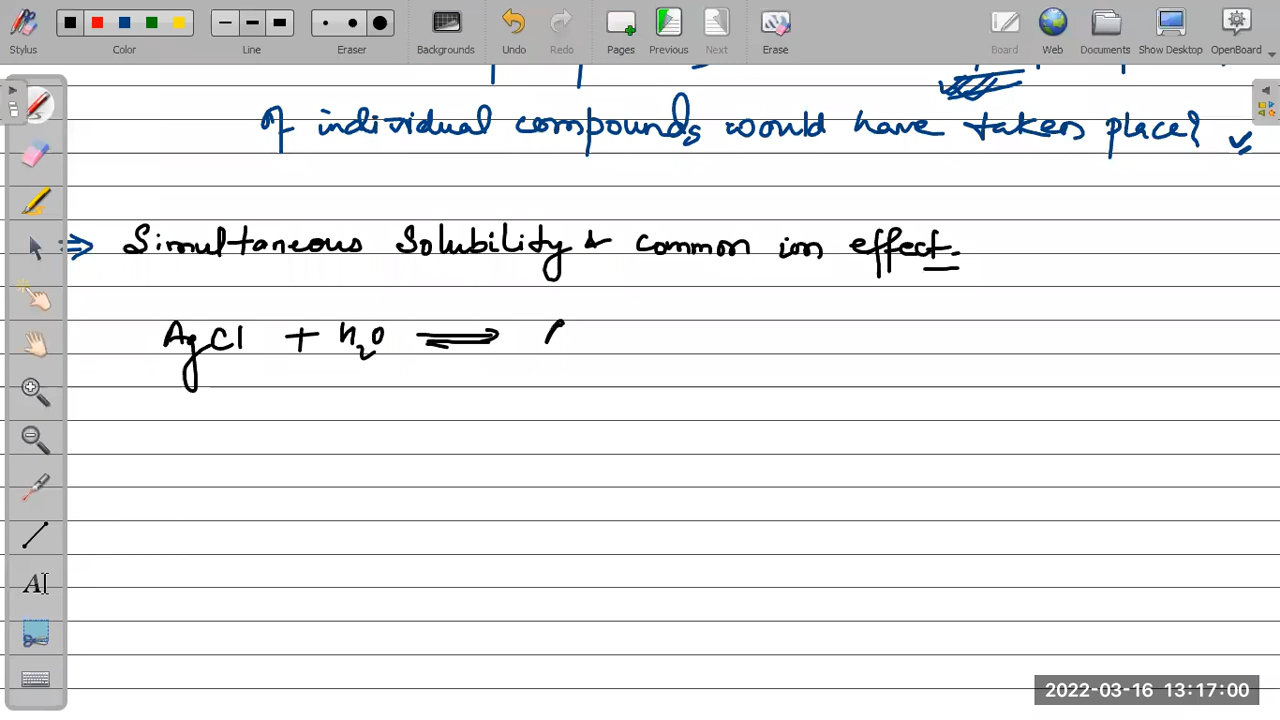 Stylus Color Line Eraser Backgrounds Undo Redo Pages Previous Next Erase Board Web Documents Show Desktop OpenBoard
of individual compounds would have taken place?
⇒ Simultaneous Solubility & common ion effect.
AgCl + H₂O ⇌
AI
2022-03-16 13:17:00